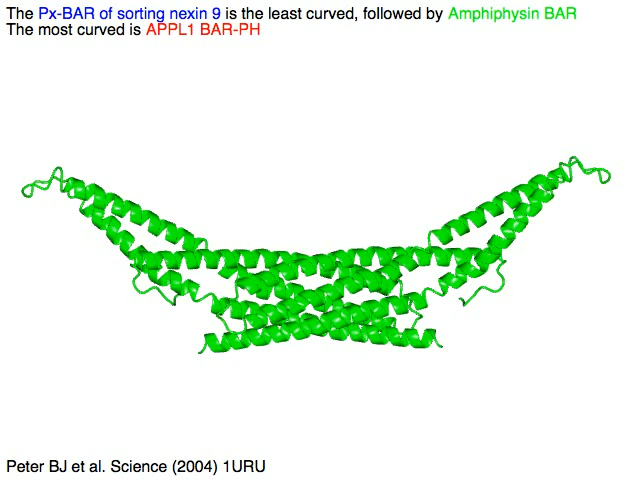 The Px-BAR of sorting nexin 9 is the least curved, followed by Amphiphysin BAR
The most curved is APPL1 BAR-PH
Peter BJ et al. Science (2004) 1URU